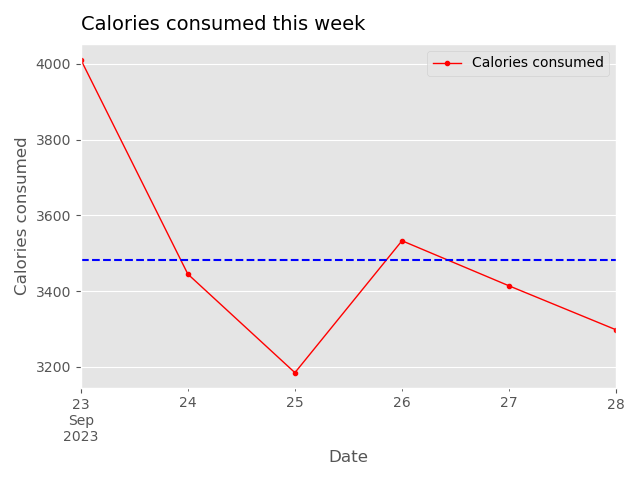 Calories consumed this week
Calories consumed
4000
3800
3600
3400
3200
Calories consumed
23
Sep
2023
24
25
26
27
28
Date